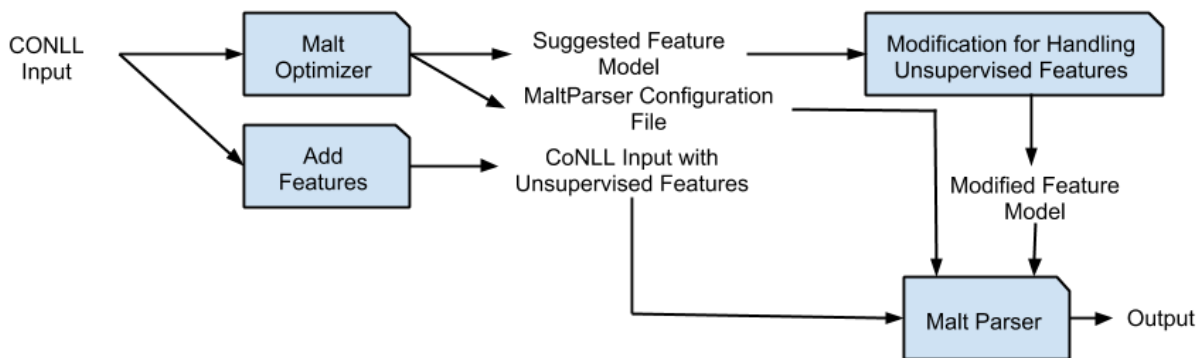 CONLL
Input
Malt
Optimizer
Suggested Feature
Model
Modification for Handling
Unsupervised Features
MaltParser Configuration
File
Add
Features
CoNLL Input with
Unsupervised Features
Modified Feature
Model
Malt Parser
Output